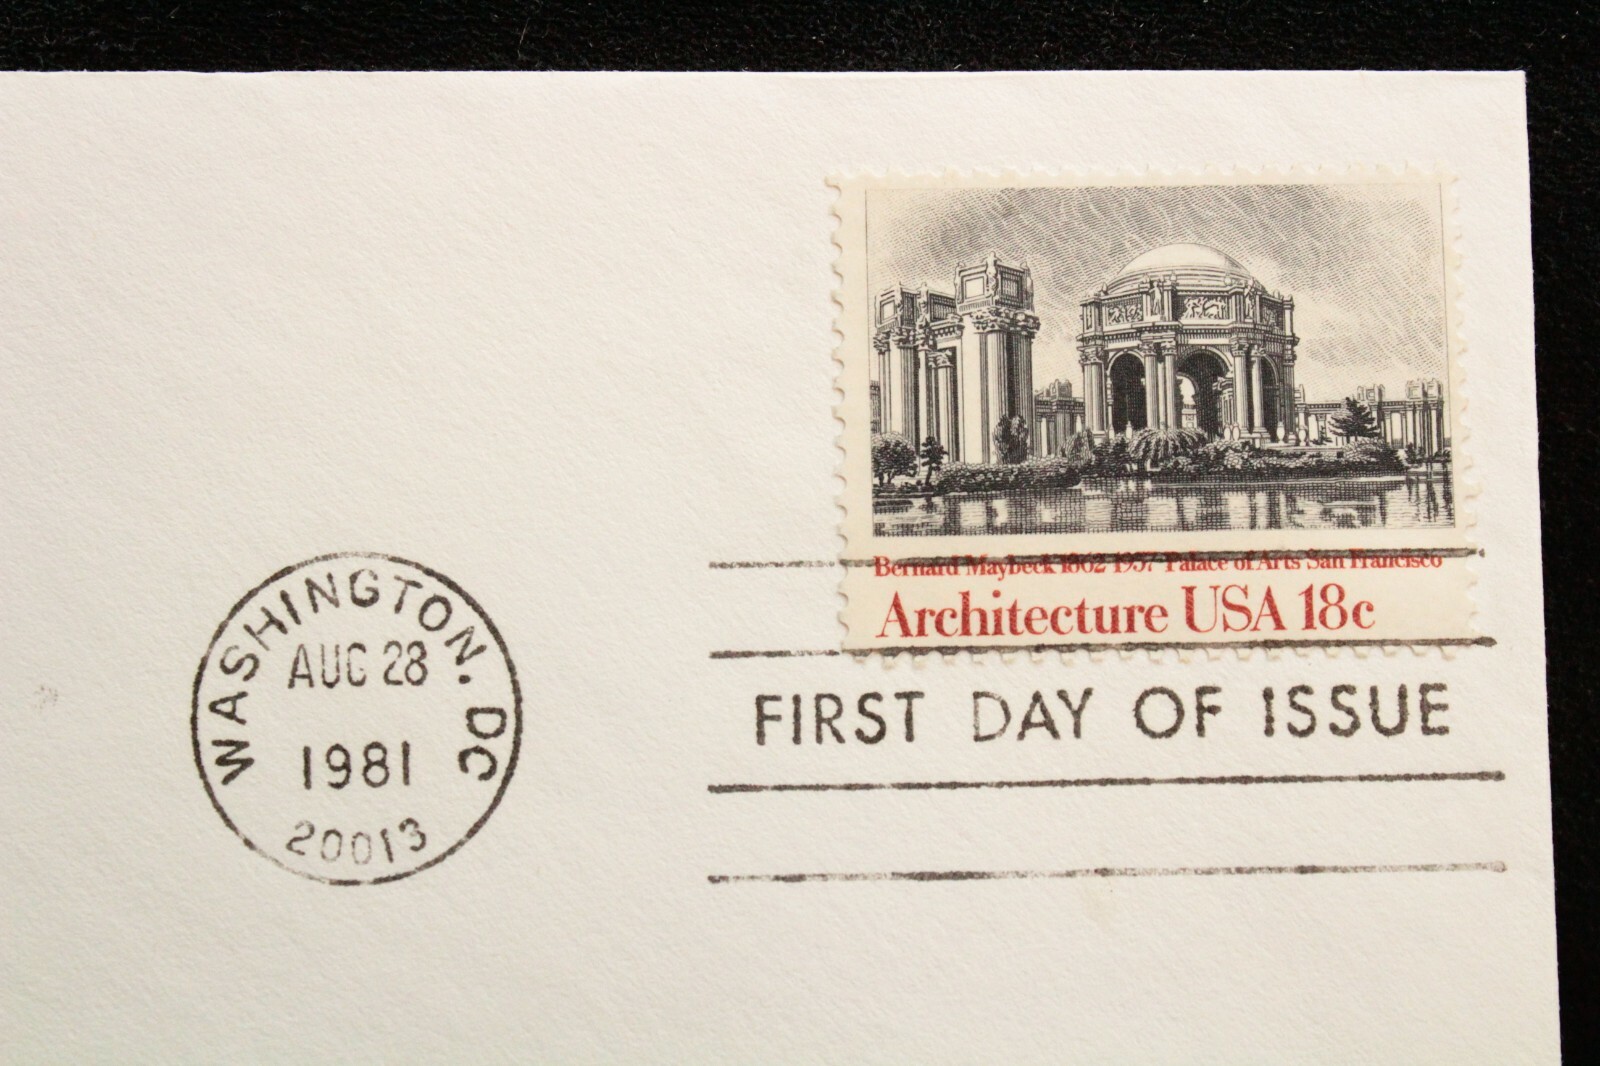 Bernard Maybeck 1862-1957 Palace of Arts San Francisco
Architecture USA 18c
WASHINGTON. DC
AUG 28
1981
20013
FIRST DAY OF ISSUE